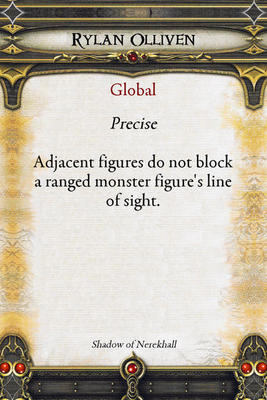 Rylan Olliven
Global
Precise
Adjacent figures do not block
a ranged monster figure's line
of sight.
Shadow of Nerekhall